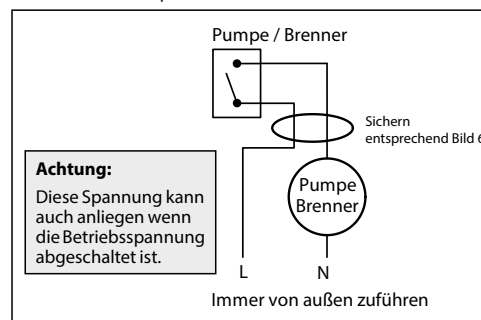 Pumpe / Brenner
Sichern
entsprechend Bild 6
Achtung:
Diese Spannung kann
auch anliegen wenn
die Betriebsspannung
abgeschaltet ist.
Pumpe
Brenner
L N
Immer von außen zuführen